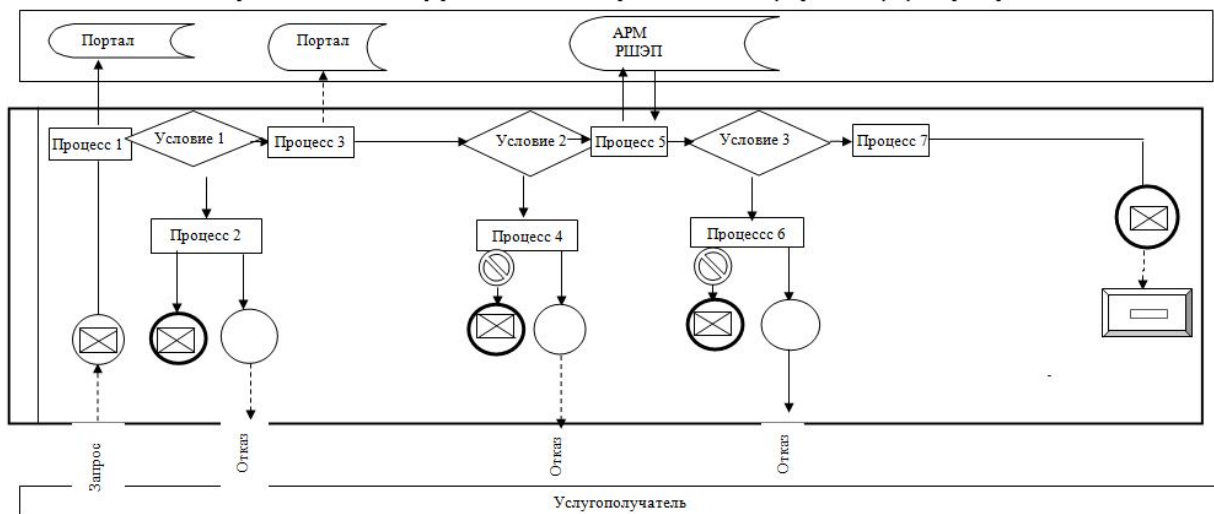 Портал
Портал
АРМ
РШЭП
Процесс 1
Условие 1
Процесс 3
Условие 2
Процесс 5
Условие 3
Процесс 7
Процесс 2
Процесс 4
Процессс 6
Запрос
Отказ
Отказ
Отказ
Услугополучатель